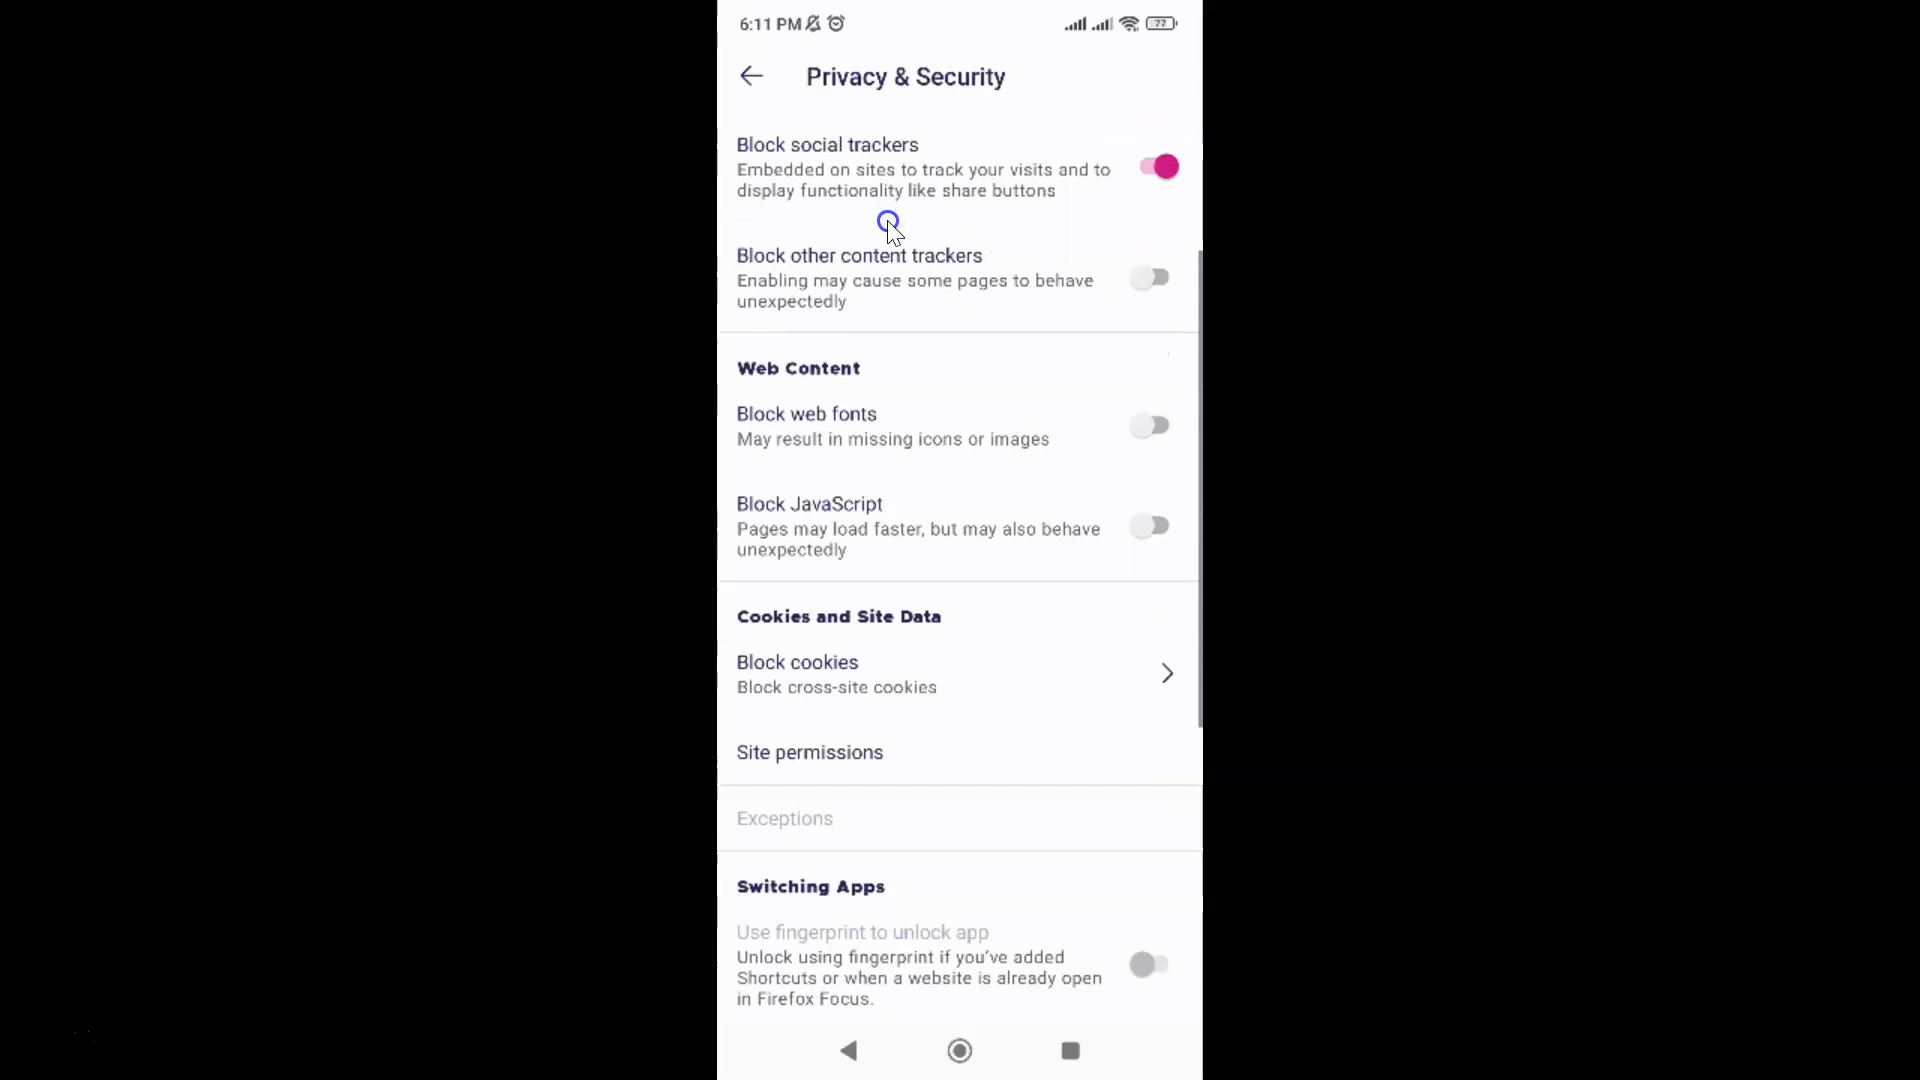 6:11 PM
77
Privacy & Security
Block social trackers
Embedded on sites to track your visits and to
display functionality like share buttons
Block other content trackers
Enabling may cause some pages to behave
unexpectedly
Web Content
Block web fonts
May result in missing icons or images
Block JavaScript
Pages may load faster, but may also behave
unexpectedly
Cookies and Site Data
Block cookies
Block cross-site cookies
Site permissions
Exceptions
Switching Apps
Use fingerprint to unlock app
Unlock using fingerprint if you've added
Shortcuts or when a website is already open
in Firefox Focus.